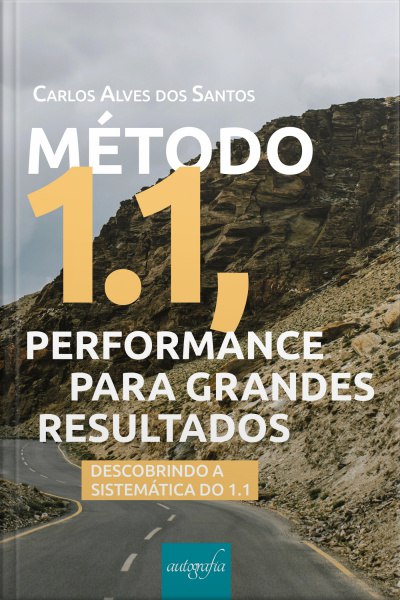 Carlos Alves dos Santos
MÉTODO
1.1,
PERFORMANCE
PARA GRANDES
RESULTADOS
DESCOBRINDO A
SISTEMÁTICA DO 1.1
autografia